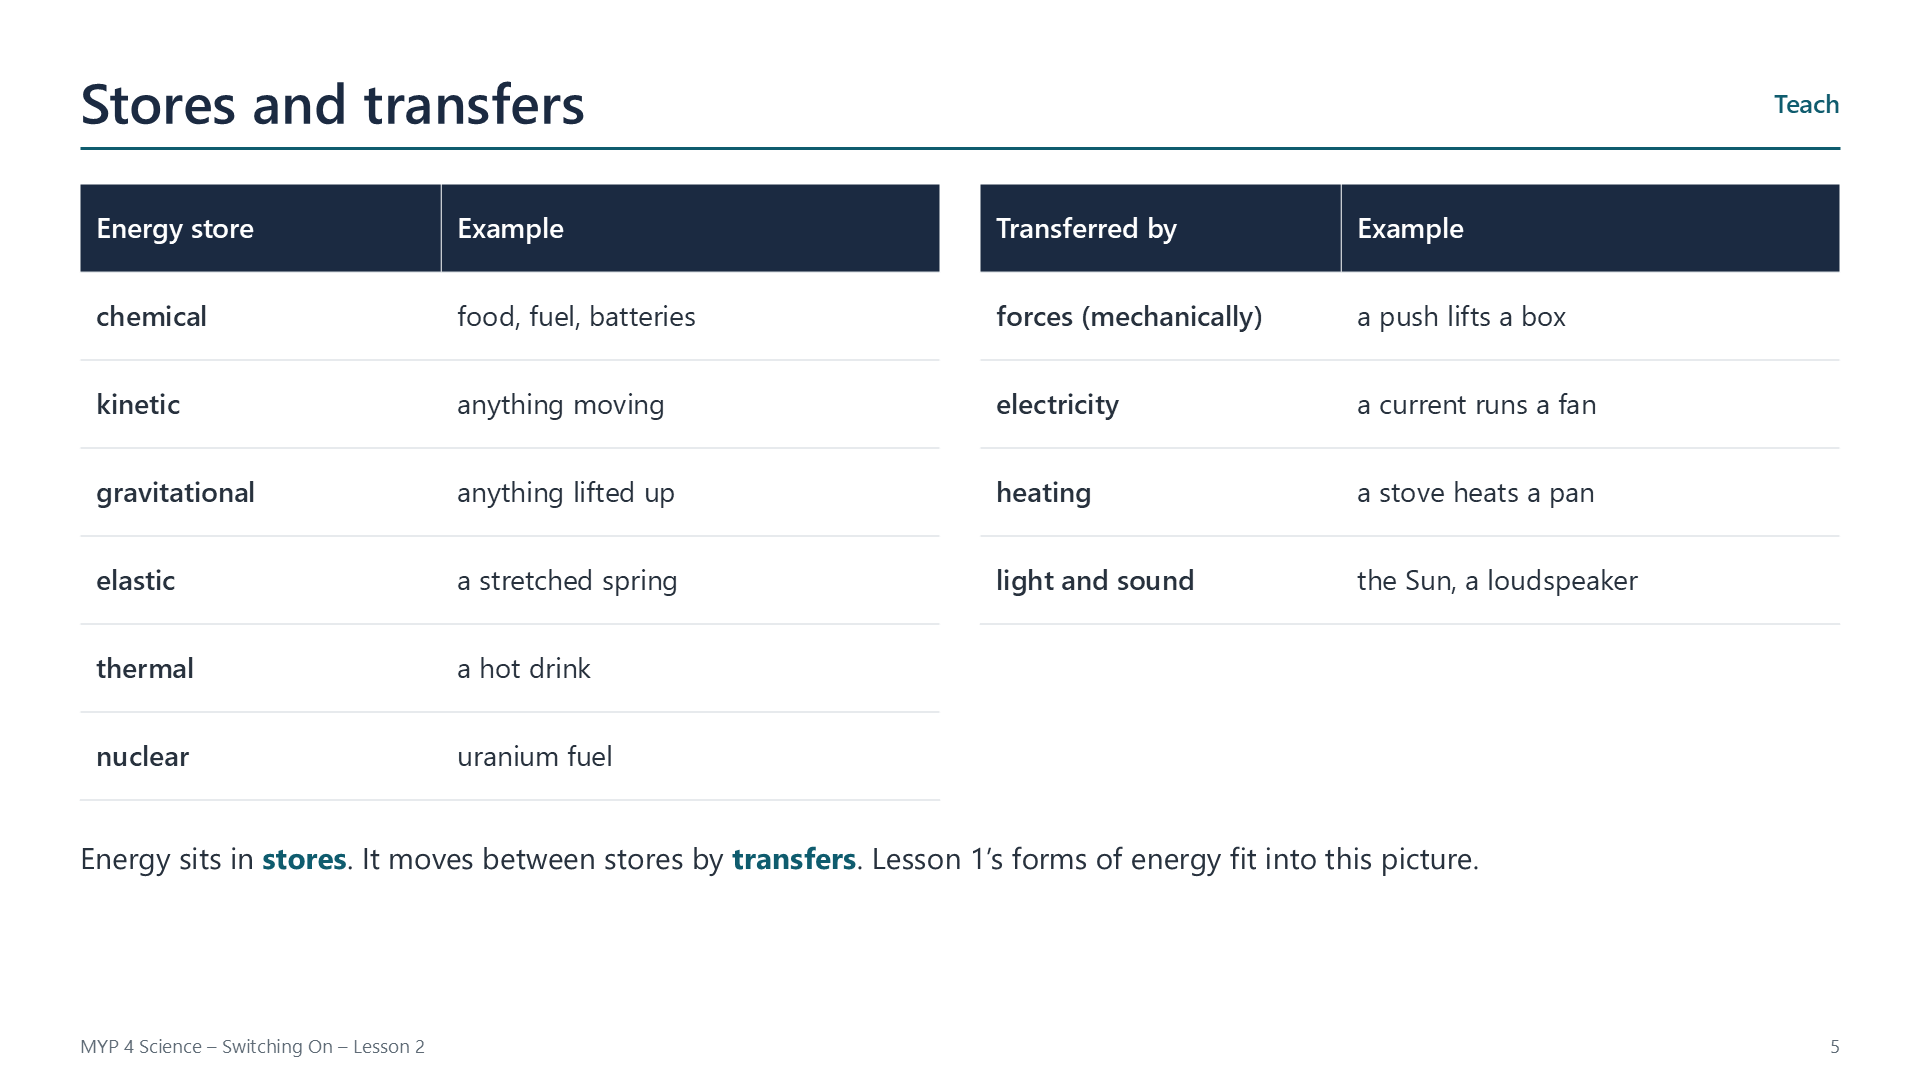 Stores and transfers
Teach
Energy store Example
chemical food, fuel, batteries
kinetic anything moving
gravitational anything lifted up
elastic a stretched spring
thermal a hot drink
nuclear uranium fuel
Transferred by Example
forces (mechanically) a push lifts a box
electricity a current runs a fan
heating a stove heats a pan
light and sound the Sun, a loudspeaker
Energy sits in stores. It moves between stores by transfers. Lesson 1’s forms of energy fit into this picture.
MYP 4 Science – Switching On – Lesson 2
5